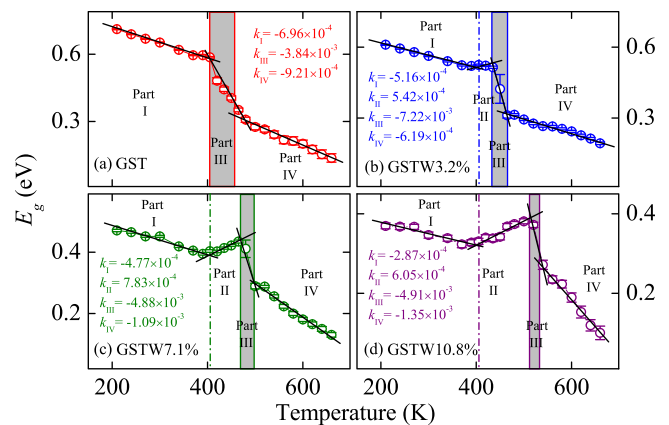 0.6
0.3
Part
I
Part
III
Part
IV
k_I = -6.96×10⁻⁴
k_III = -3.84×10⁻³
k_IV = -9.21×10⁻⁴
(a) GST
Part
I
Part
II
Part
III
Part
IV
k_I = -5.16×10⁻⁴
k_II = 5.42×10⁻⁴
k_III = -7.22×10⁻³
k_IV = -6.19×10⁻⁴
(b) GSTW3.2%
0.6
0.3
E_g (eV)
0.4
0.2
Part
I
Part
II
Part
III
Part
IV
k_I = -4.77×10⁻⁴
k_II = 7.83×10⁻⁴
k_III = -4.88×10⁻³
k_IV = -1.09×10⁻³
(c) GSTW7.1%
Part
I
Part
II
Part
III
Part
IV
k_I = -2.87×10⁻⁴
k_II = 6.05×10⁻⁴
k_III = -4.91×10⁻³
k_IV = -1.35×10⁻³
(d) GSTW10.8%
0.4
0.2
200 400 600 200 400 600
Temperature (K)